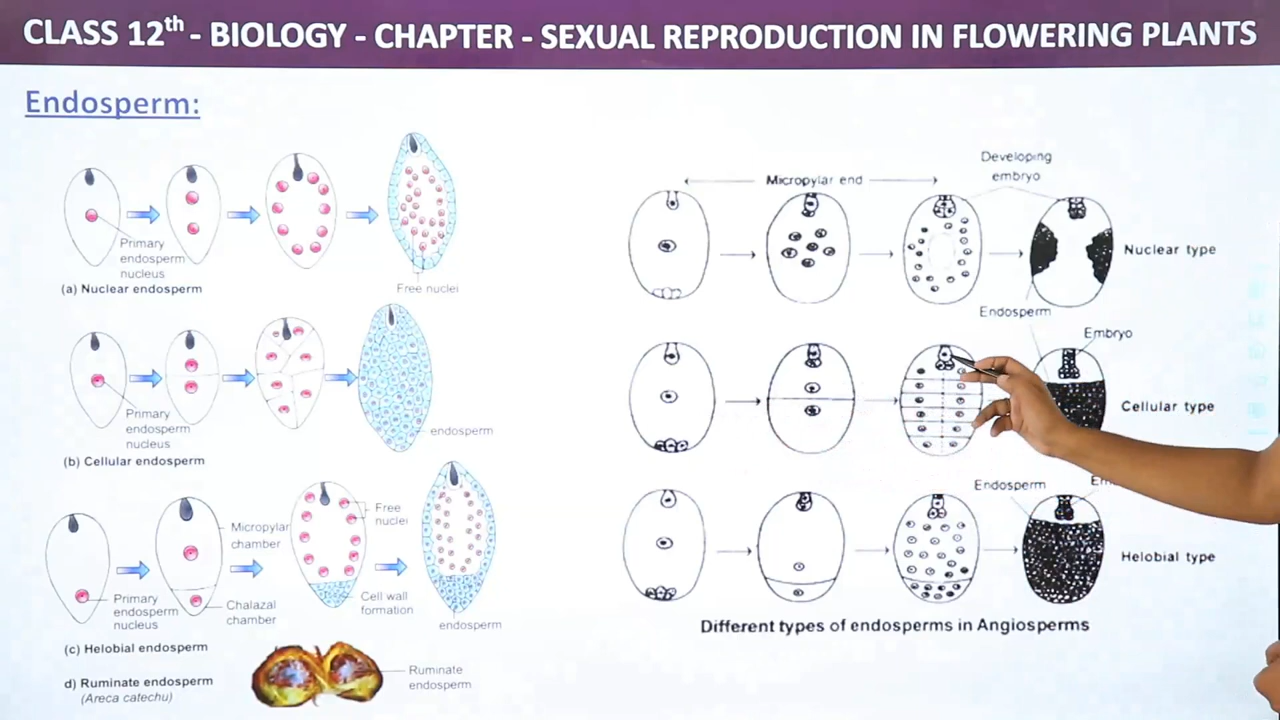 CLASS 12th - BIOLOGY - CHAPTER - SEXUAL REPRODUCTION IN FLOWERING PLANTS
Endosperm:
Primary
endosperm
nucleus
Free nuclei
(a) Nuclear endosperm
Primary
endosperm
nucleus
endosperm
(b) Cellular endosperm
Micropylar
chamber
Free
nuclei
Primary
endosperm
nucleus
Chalazal
chamber
Cell wall
formation
endosperm
(c) Helobial endosperm
d) Ruminate endosperm
(Areca catechu)
Ruminate
endosperm
Developing
embryo
Micropylar end
Nuclear type
Endosperm
Embryo
Cellular type
Endosperm
Helobial type
Different types of endosperms in Angiosperms